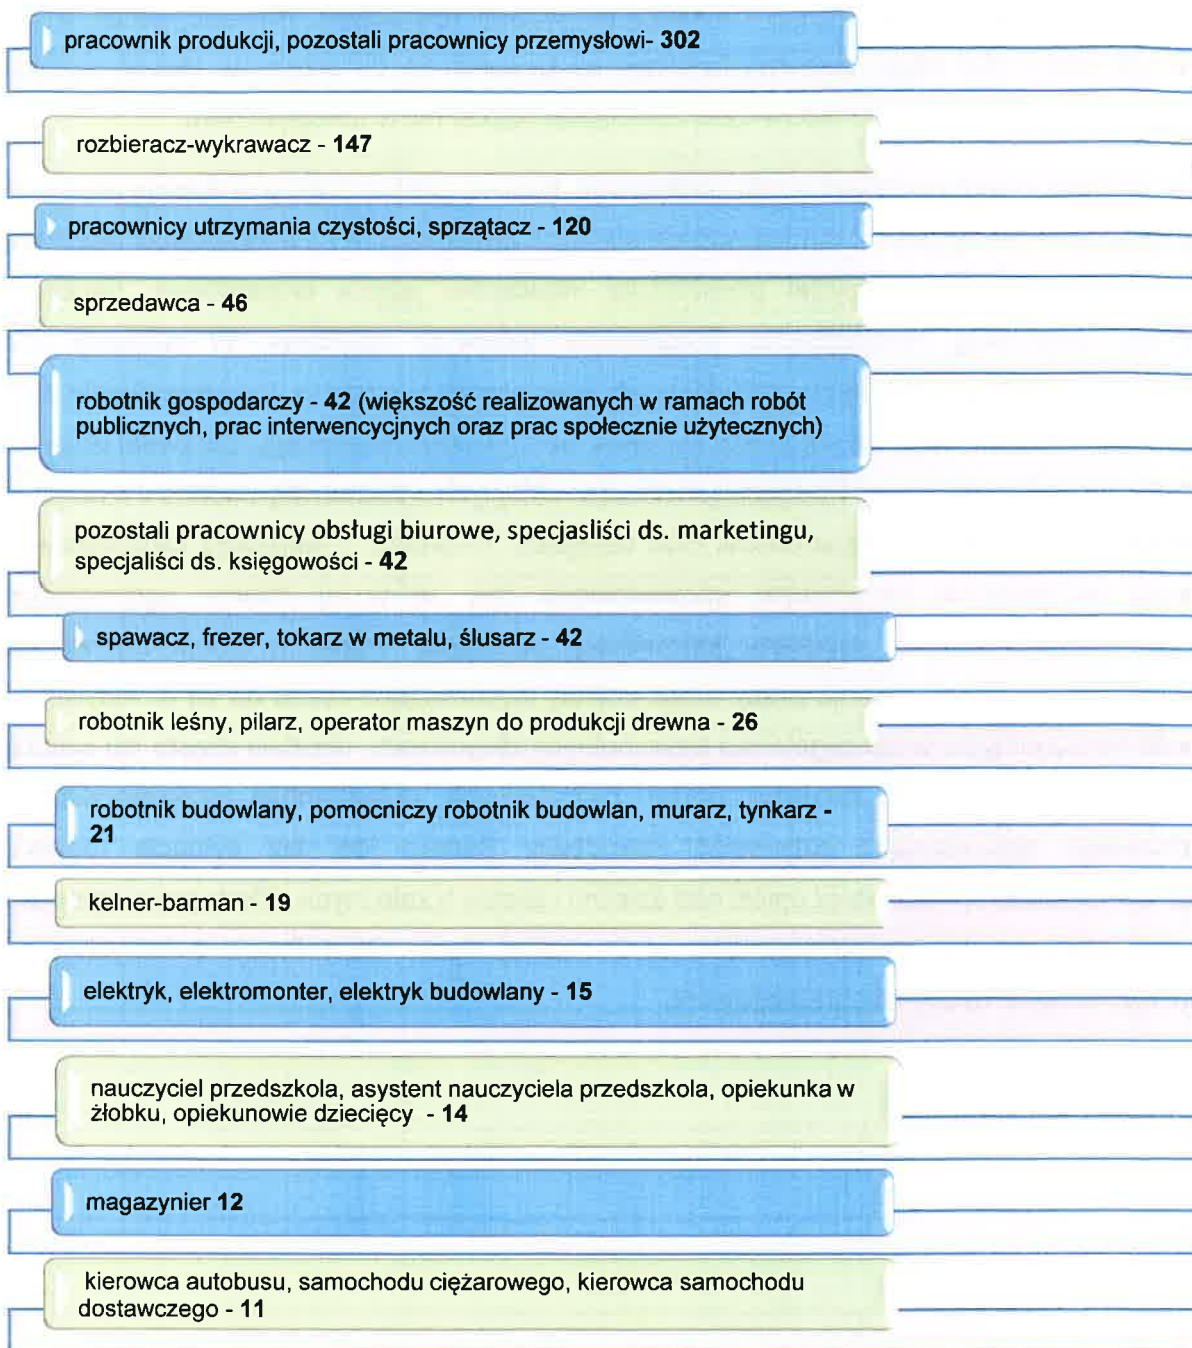 pracownik produkcji, pozostali pracownicy przemysłowi- 302
rozbieracz-wykrawacz - 147
pracownicy utrzymania czystości, sprzątacz - 120
sprzedawca - 46
robotnik gospodarczy - 42 (większość realizowanych w ramach robót
publicznych, prac interwencycjnych oraz prac społecznie użytecznych)
pozostali pracownicy obsługi biurowe, specjasliści ds. marketingu,
specjaliści ds. księgowości - 42
spawacz, frezer, tokarz w metalu, ślusarz - 42
robotnik leśny, pilarz, operator maszyn do produkcji drewna - 26
robotnik budowlany, pomocniczy robotnik budowlan, murarz, tynkarz -
21
kelner-barman - 19
elektryk, elektromonter, elektryk budowlany - 15
nauczyciel przedszkola, asystent nauczyciela przedszkola, opiekunka w
żłobku, opiekunowie dziecięcy - 14
magazynier 12
kierowca autobusu, samochodu ciężarowego, kierowca samochodu
dostawczego - 11